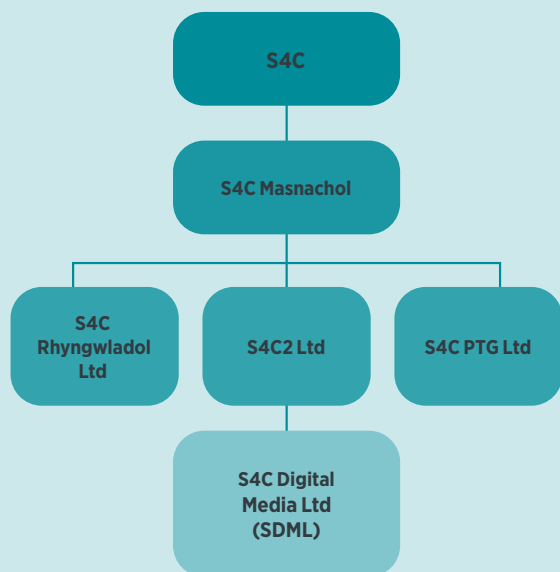 S4C
S4C Masnachol
S4C
Rhyngwladol
Ltd
S4C2 Ltd
S4C PTG Ltd
S4C Digital
Media Ltd
(SDML)